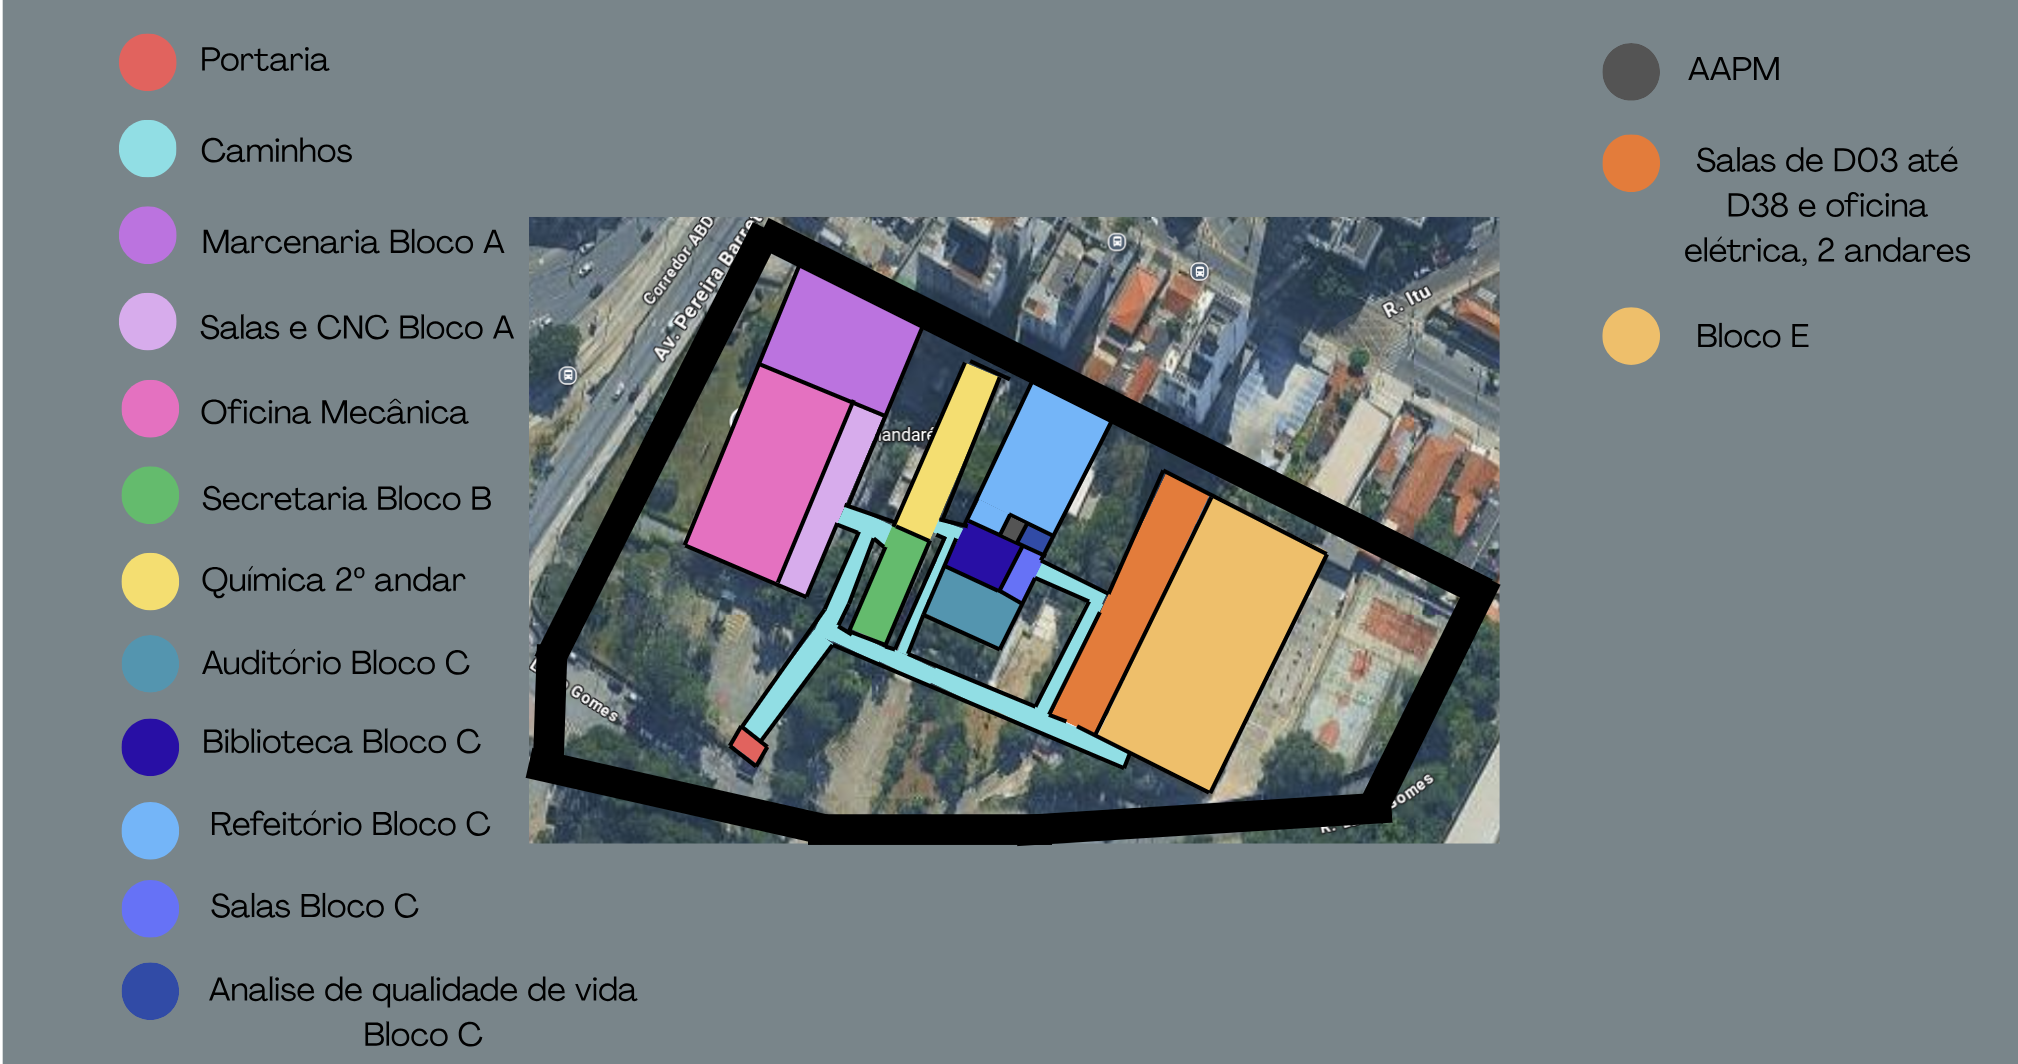 Portaria
Caminhos
Marcenaria Bloco A
Salas e CNC Bloco A
Oficina Mecânica
Secretaria Bloco B
Química 2º andar
Auditório Bloco C
Biblioteca Bloco C
Refeitório Bloco C
Salas Bloco C
Analise de qualidade de vida
Bloco C
Corredor ABD
Av. Pereira Barret
R. Itu
andaré
Gomes
omes
R.
AAPM
Salas de D03 até
D38 e oficina
elétrica, 2 andares
Bloco E